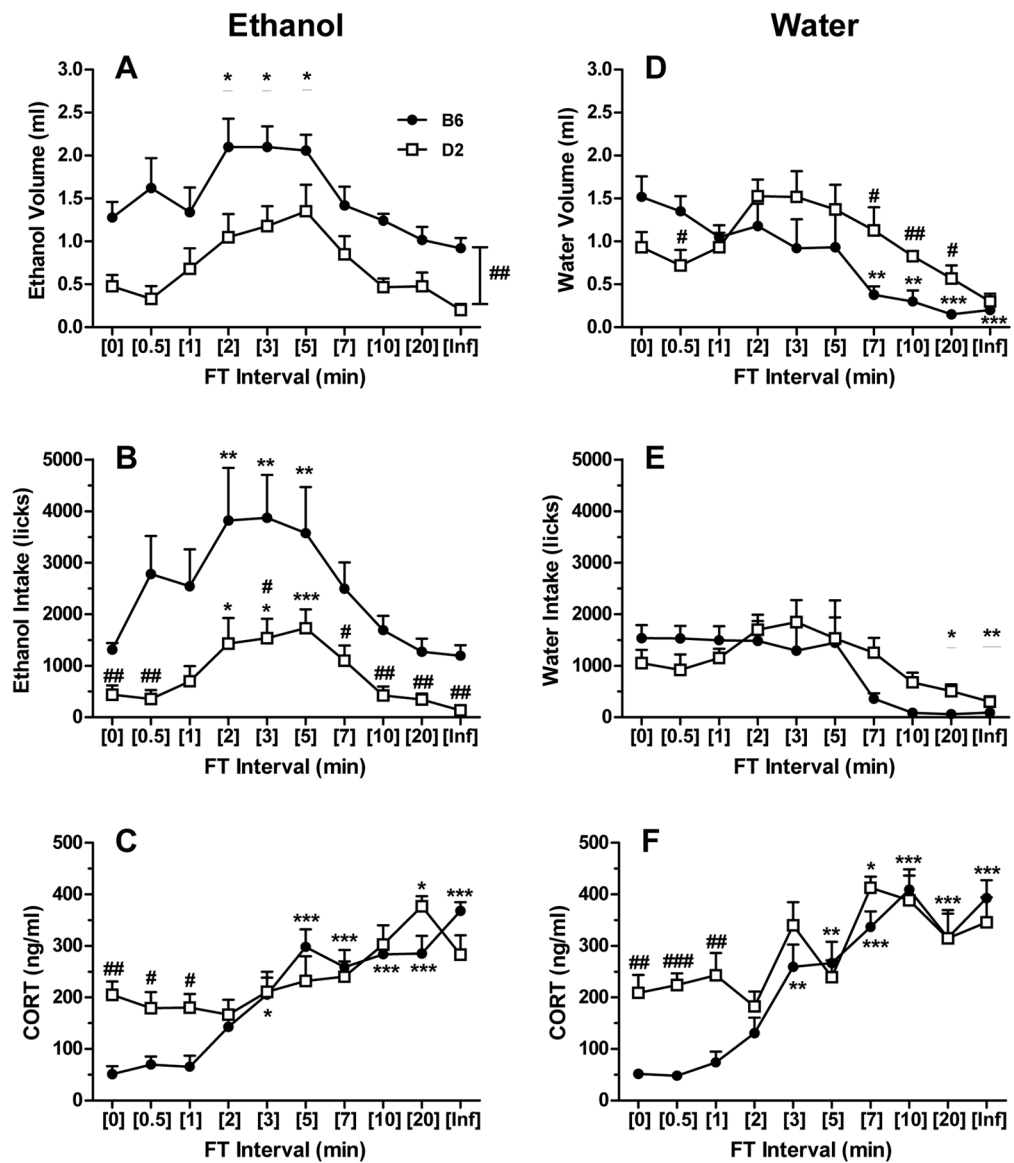 Ethanol
Water
A
* * *
3.0
2.5
2.0
1.5
1.0
0.5
0.0
Ethanol Volume (ml)
B6
D2
##
[0] [0.5] [1] [2] [3] [5] [7] [10] [20] [Inf]
FT Interval (min)
D
3.0
2.5
2.0
1.5
1.0
0.5
0.0
Water Volume (ml)
# # ## #
** ** *** ***
[0] [0.5] [1] [2] [3] [5] [7] [10] [20] [Inf]
FT Interval (min)
B
5000
4000
3000
2000
1000
0
Ethanol Intake (licks)
** ** **
#
* * ***
## ## # ## ## ##
[0] [0.5] [1] [2] [3] [5] [7] [10] [20] [Inf]
FT Interval (min)
E
5000
4000
3000
2000
1000
0
Water Intake (licks)
* **
[0] [0.5] [1] [2] [3] [5] [7] [10] [20] [Inf]
FT Interval (min)
C
500
400
300
200
100
0
CORT (ng/ml)
## # #
*** *** * ***
* *** ***
[0] [0.5] [1] [2] [3] [5] [7] [10] [20] [Inf]
FT Interval (min)
F
500
400
300
200
100
0
CORT (ng/ml)
## ### ##
** * *** *** ***
** ***
[0] [0.5] [1] [2] [3] [5] [7] [10] [20] [Inf]
FT Interval (min)